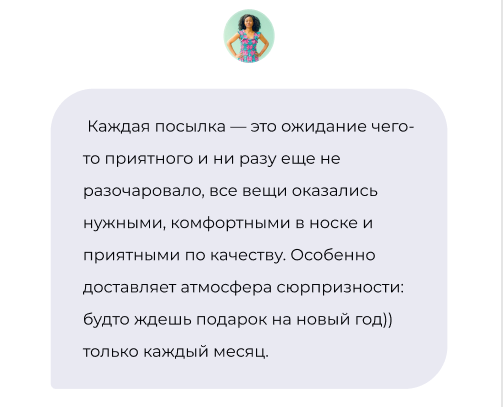 Каждая посылка — это ожидание чего-
то приятного и ни разу еще не
разочаровало, все вещи оказались
нужными, комфортными в носке и
приятными по качеству. Особенно
доставляет атмосфера сюрпризности:
будто ждешь подарок на новый год))
только каждый месяц.